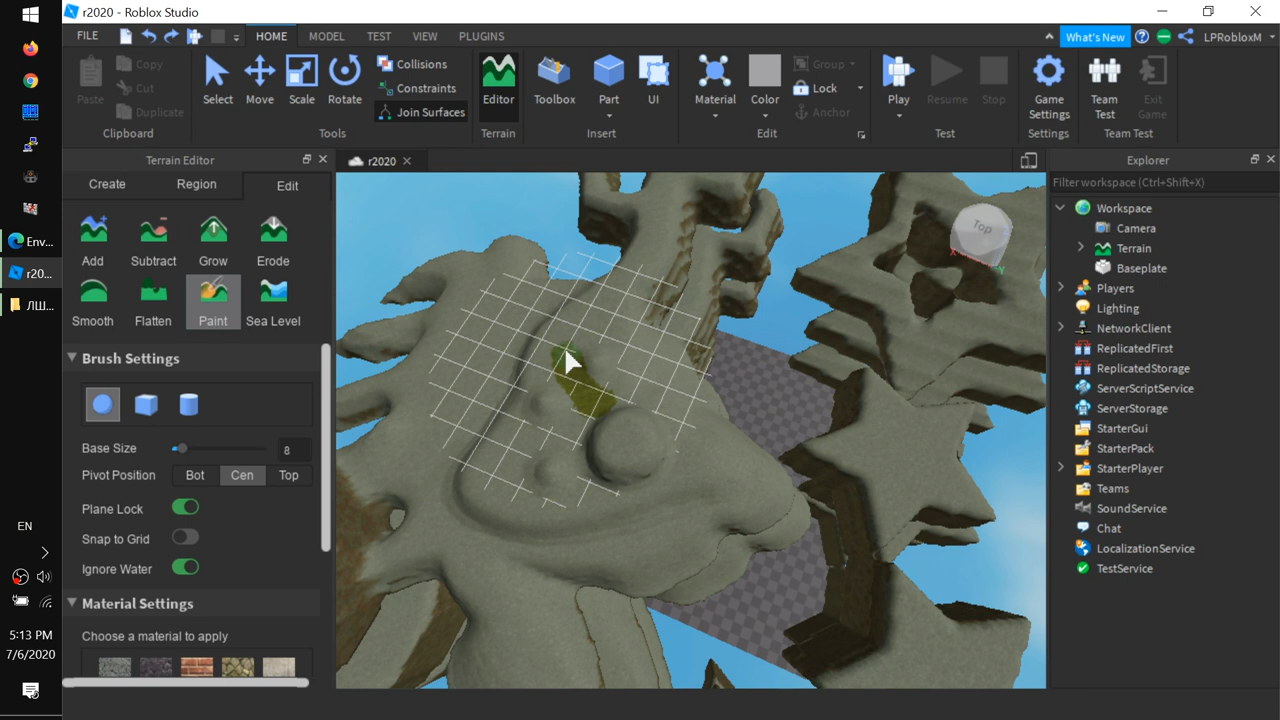 r2020 - Roblox Studio
FILE HOME MODEL TEST VIEW PLUGINS What's New LPRobloxM
Paste Copy Cut Duplicate Select Move Scale Rotate Collisions Constraints Join Surfaces Editor Toolbox Part UI Material Color Group Lock Anchor Play Resume Stop Game Settings Team Test Exit Game
Clipboard Tools Terrain Insert Edit Test Settings Team Test
Terrain Editor
r2020
Explorer
Create Region Edit
Filter workspace (Ctrl+Shift+X)
Add Subtract Grow Erode
Smooth Flatten Paint Sea Level
Brush Settings
Base Size 8
Pivot Position Bot Cen Top
Plane Lock
Snap to Grid
Ignore Water
Material Settings
Choose a material to apply
Top
X
Y
Workspace
Camera
Terrain
Baseplate
Players
Lighting
NetworkClient
ReplicatedFirst
ReplicatedStorage
ServerScriptService
ServerStorage
StarterGui
StarterPack
StarterPlayer
Teams
SoundService
Chat
LocalizationService
TestService
Env...
r20...
ЛШ...
EN
5:13 PM
7/6/2020